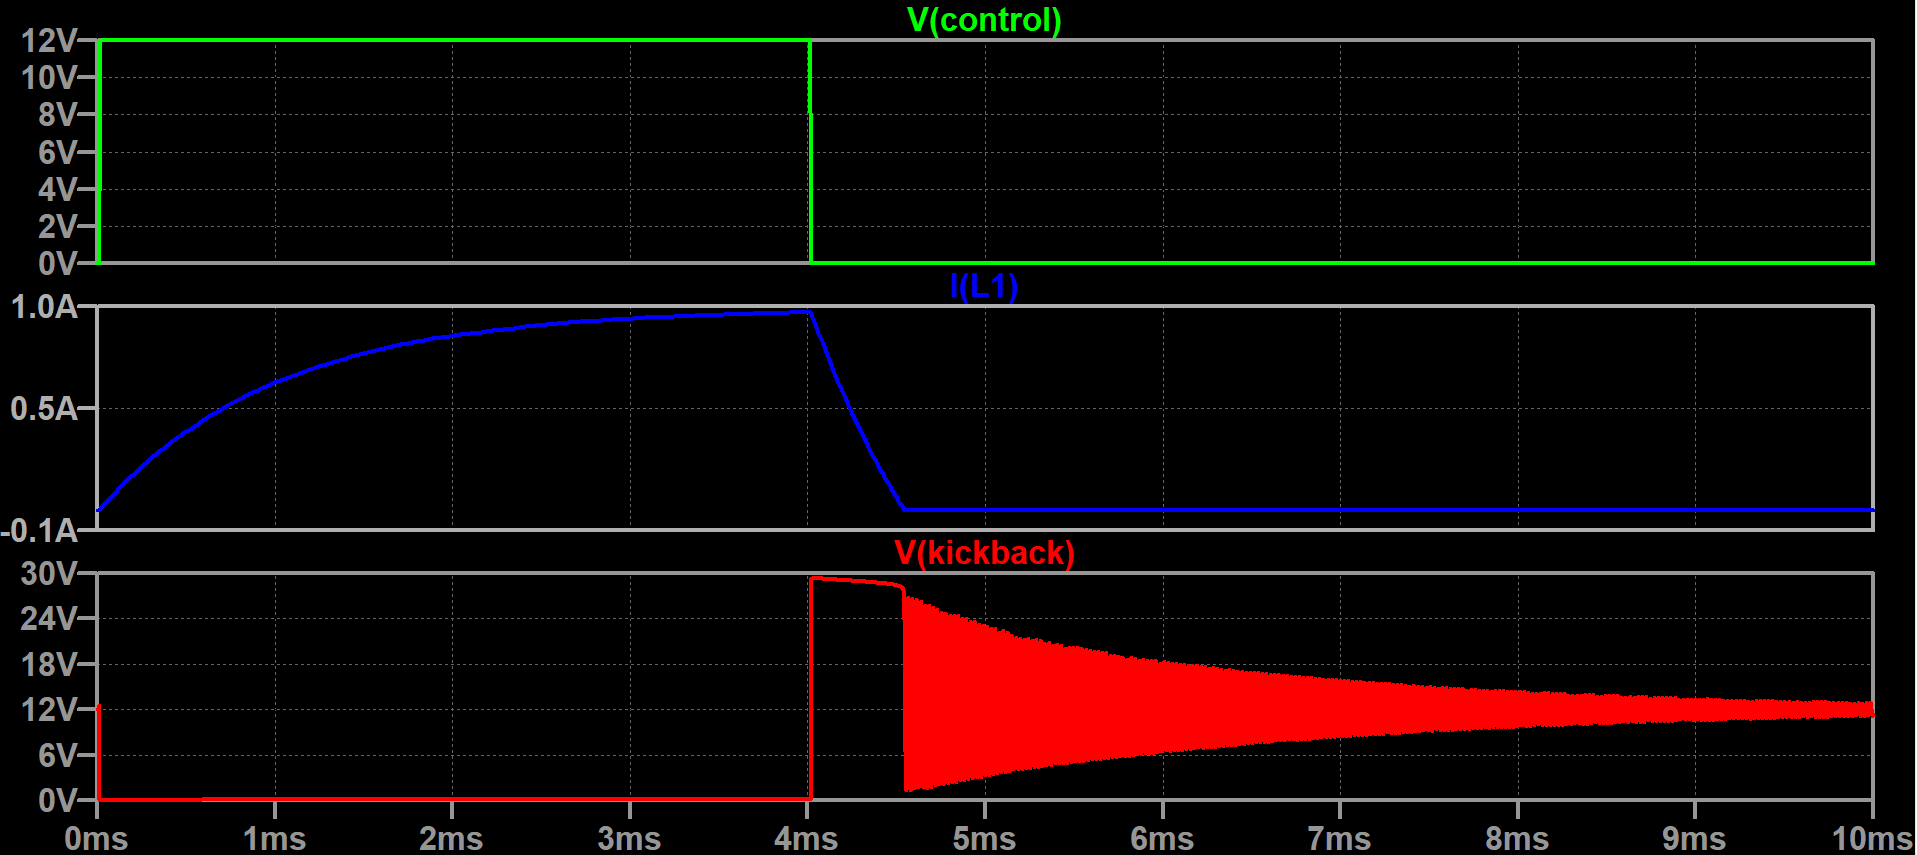 V(control)
12V
10V
8V
6V
4V
2V
0V
I(L1)
1.0A
0.5A
-0.1A
V(kickback)
30V
24V
18V
12V
6V
0V
0ms 1ms 2ms 3ms 4ms 5ms 6ms 7ms 8ms 9ms 10ms